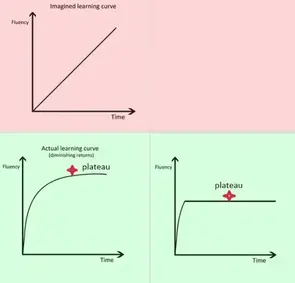 Imagined learning curve
Fluency
Time
Actual learning curve
(diminishing returns)
Fluency
plateau
Time
Fluency
plateau
Time